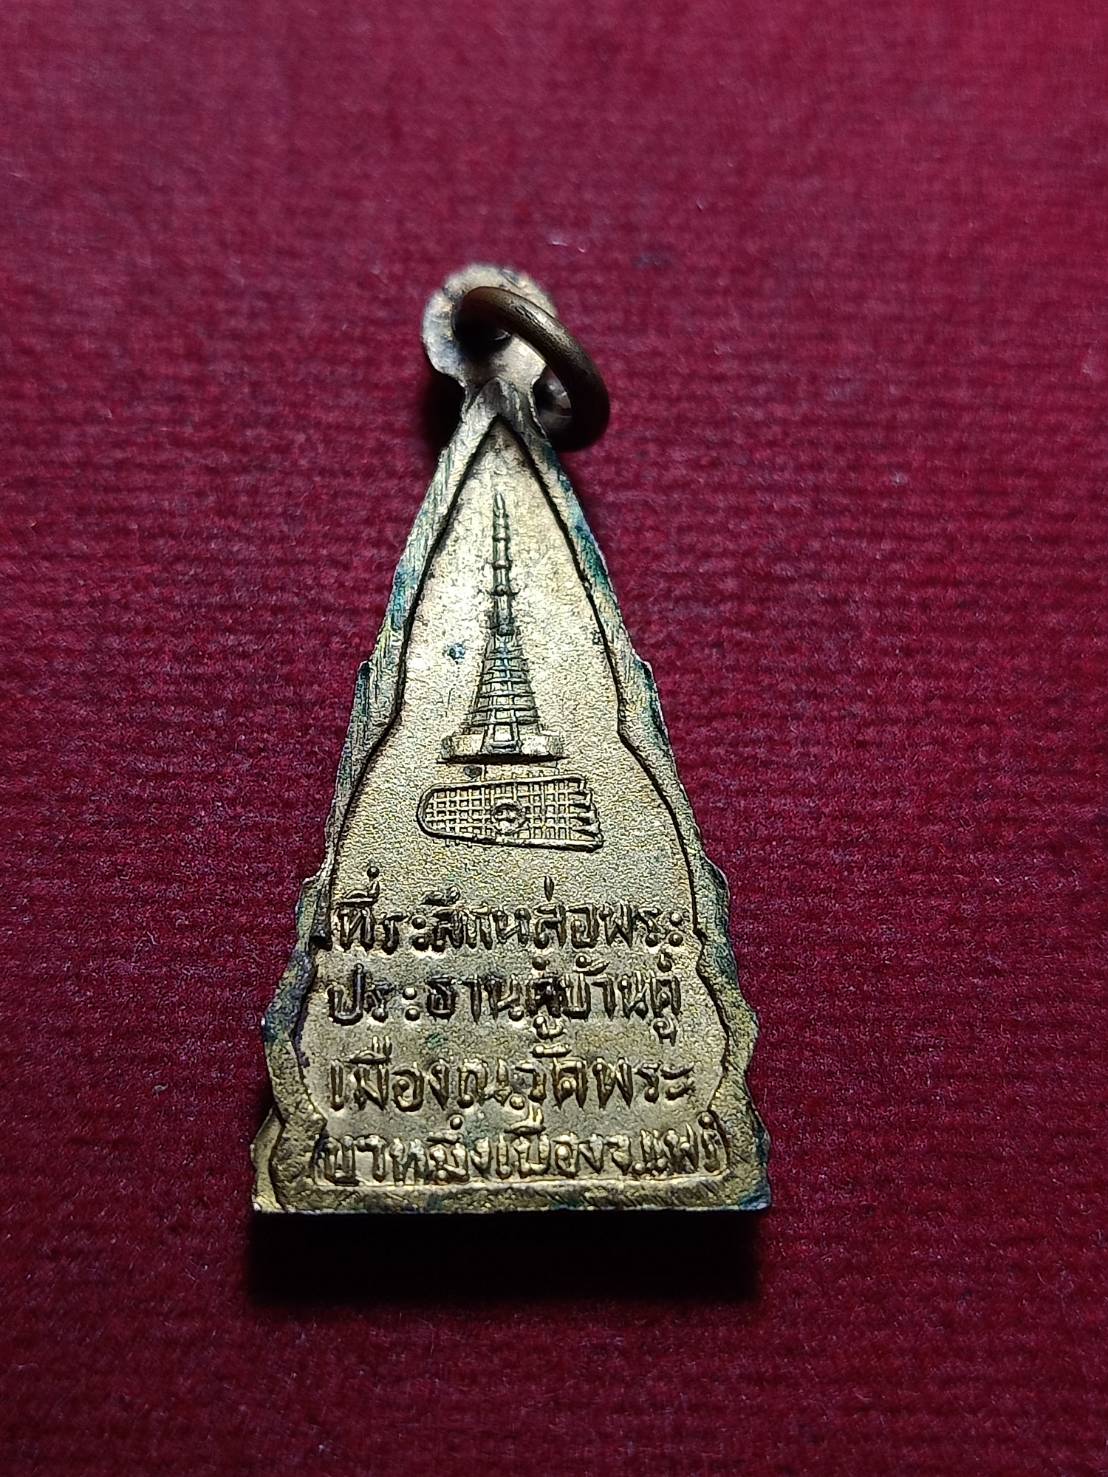 ที่ระลึกหล่อพระ
ประธานคู่บ้านคู่
เมืองณวัดพระ
บาทมิ่งเมืองจ.แพร่